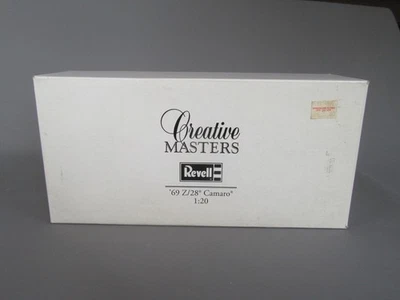 Creative
MASTERS
Revell
'69 Z/28® Camaro®
1:20